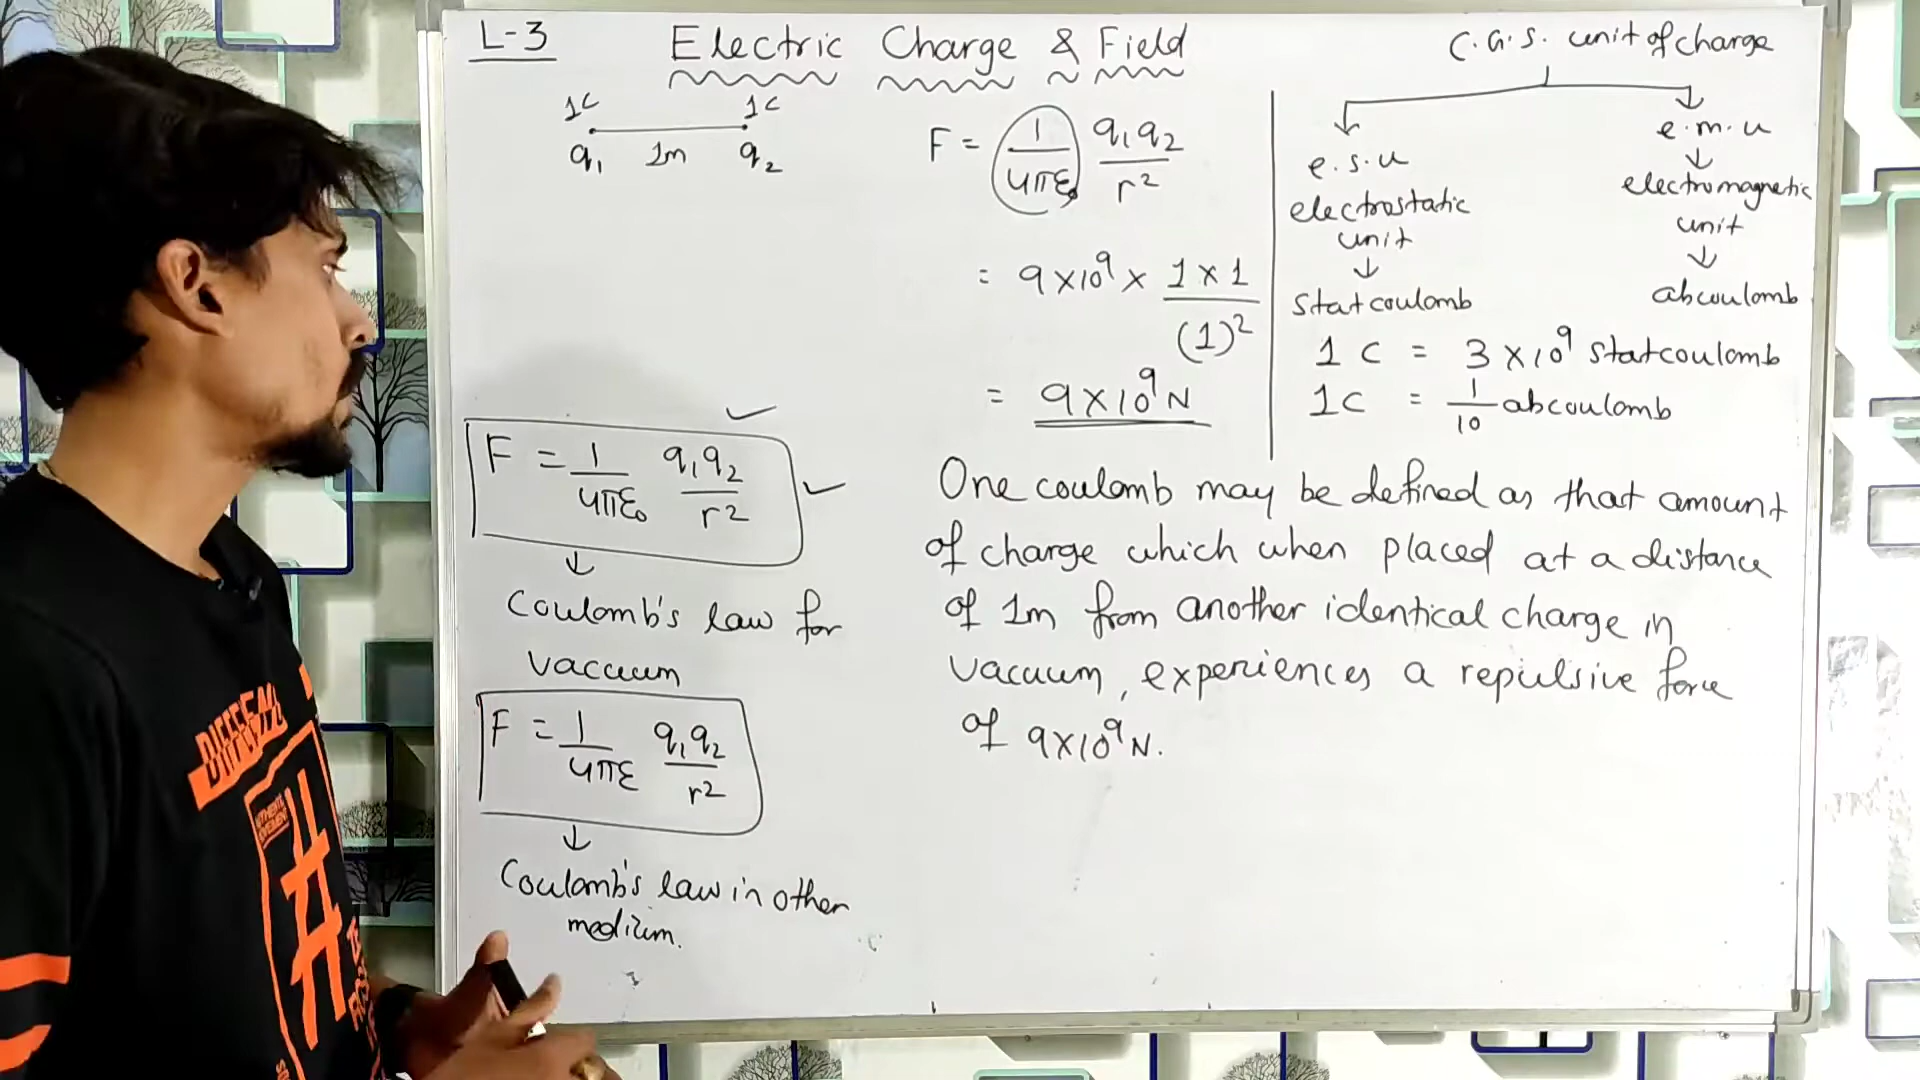 L-3
Electric Charge & Field
1C 1C
q₁ 1m q₂
F = 1/4πε₀ q₁q₂/r²
= 9×10⁹ × 1×1/(1)²
= 9×10⁹ N
C.G.S. unit of charge
e.s.u
electrostatic
unit
statcoulomb
e.m.u
electromagnetic
unit
abcoulomb
1 C = 3×10⁹ statcoulomb
1C = 1/10 abcoulomb
F = 1/4πε₀ q₁q₂/r²
Coulomb's law for
vacuum
F = 1/4πε q₁q₂/r²
Coulomb's law in other
medium.
One coulomb may be defined as that amount
of charge which when placed at a distance
of 1m from another identical charge in
vacuum, experiences a repulsive force
of 9×10⁹ N.
#